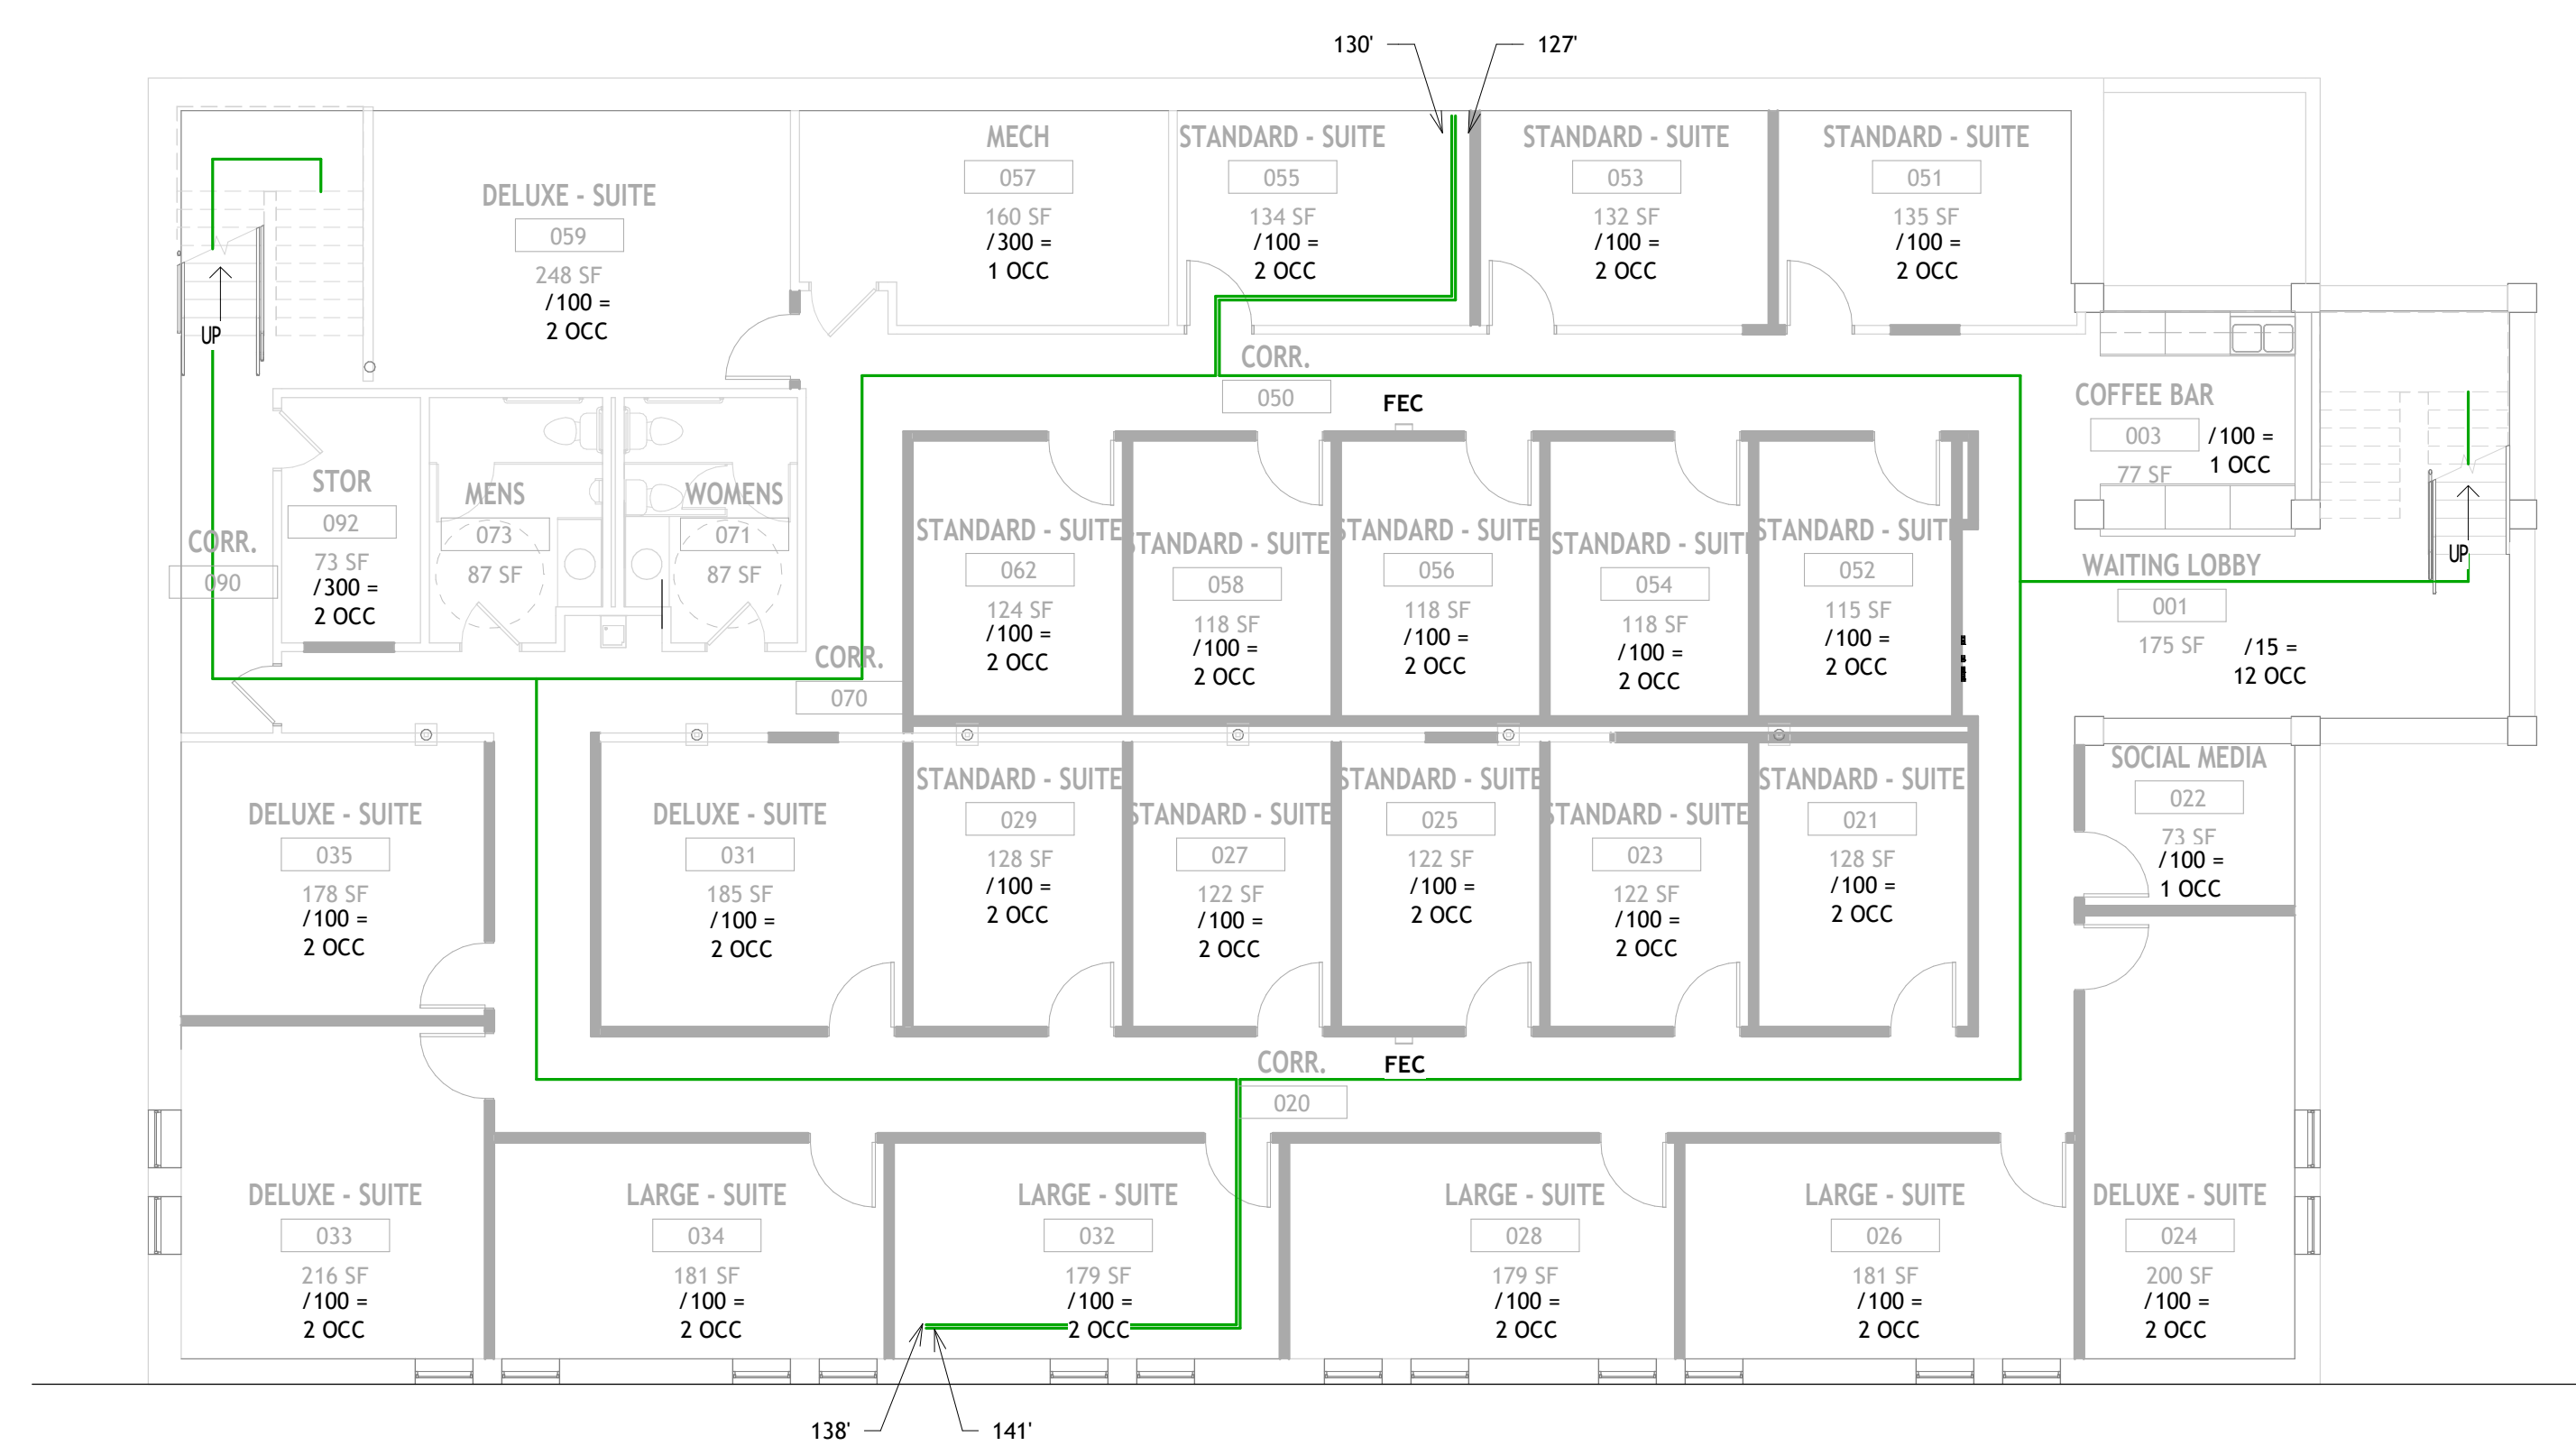 130'
127'
MECH
057
160 SF
/300 =
1 OCC
STANDARD - SUITE
055
134 SF
/100 =
2 OCC
STANDARD - SUITE
053
132 SF
/100 =
2 OCC
STANDARD - SUITE
051
135 SF
/100 =
2 OCC
DELUXE - SUITE
059
248 SF
/100 =
2 OCC
UP
CORR.
050
FEC
COFFEE BAR
003
77 SF
/100 =
1 OCC
STOR
092
73 SF
/300 =
2 OCC
MENS
073
87 SF
WOMENS
071
87 SF
CORR.
090
STANDARD - SUITE
062
124 SF
/100 =
2 OCC
STANDARD - SUITE
058
118 SF
/100 =
2 OCC
STANDARD - SUITE
056
118 SF
/100 =
2 OCC
STANDARD - SUITE
054
118 SF
/100 =
2 OCC
STANDARD - SUITE
052
115 SF
/100 =
2 OCC
UP
WAITING LOBBY
001
175 SF
/15 =
12 OCC
CORR.
070
DELUXE - SUITE
035
178 SF
/100 =
2 OCC
DELUXE - SUITE
031
185 SF
/100 =
2 OCC
STANDARD - SUITE
029
128 SF
/100 =
2 OCC
STANDARD - SUITE
027
122 SF
/100 =
2 OCC
STANDARD - SUITE
025
122 SF
/100 =
2 OCC
STANDARD - SUITE
023
122 SF
/100 =
2 OCC
STANDARD - SUITE
021
128 SF
/100 =
2 OCC
SOCIAL MEDIA
022
73 SF
/100 =
1 OCC
CORR.
020
FEC
DELUXE - SUITE
033
216 SF
/100 =
2 OCC
LARGE - SUITE
034
181 SF
/100 =
2 OCC
LARGE - SUITE
032
179 SF
/100 =
2 OCC
LARGE - SUITE
028
179 SF
/100 =
2 OCC
LARGE - SUITE
026
181 SF
/100 =
2 OCC
DELUXE - SUITE
024
200 SF
/100 =
2 OCC
138'
141'